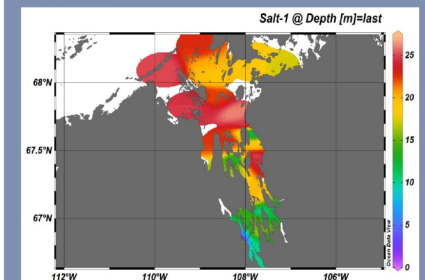 Salt-1 @ Depth [m]=last
68°N
67.5°N
67°N
112°W
110°W
108°W
106°W
25
20
15
10
5
0
Ocean Data View